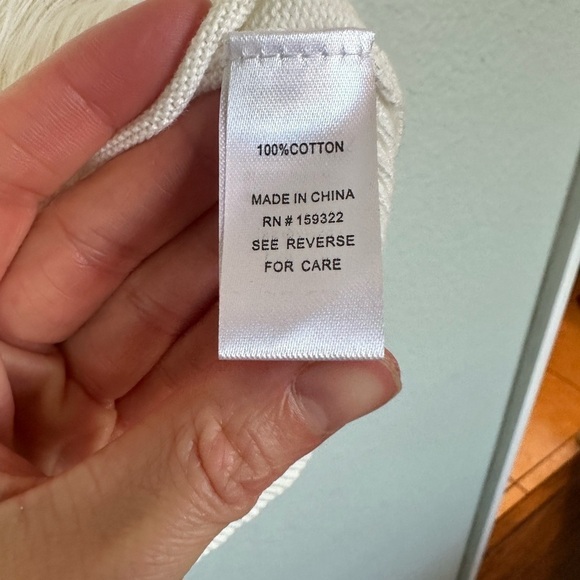 100%COTTON
MADE IN CHINA
RN # 159322
SEE REVERSE
FOR CARE